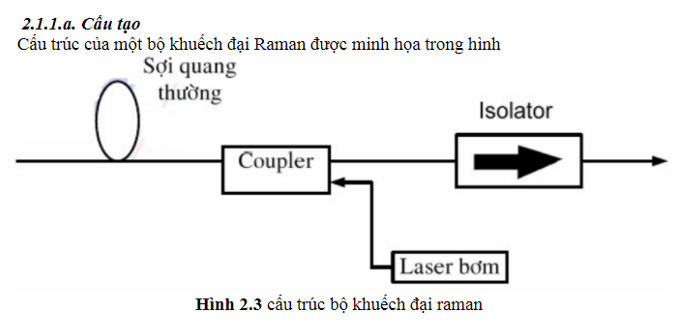 2.1.1.a. Cấu tạo
Cấu trúc của một bộ khuếch đại Raman được minh họa trong hình
Sợi quang
thường
Isolator
Coupler
Laser bơm
Hình 2.3 cấu trúc bộ khuếch đại raman